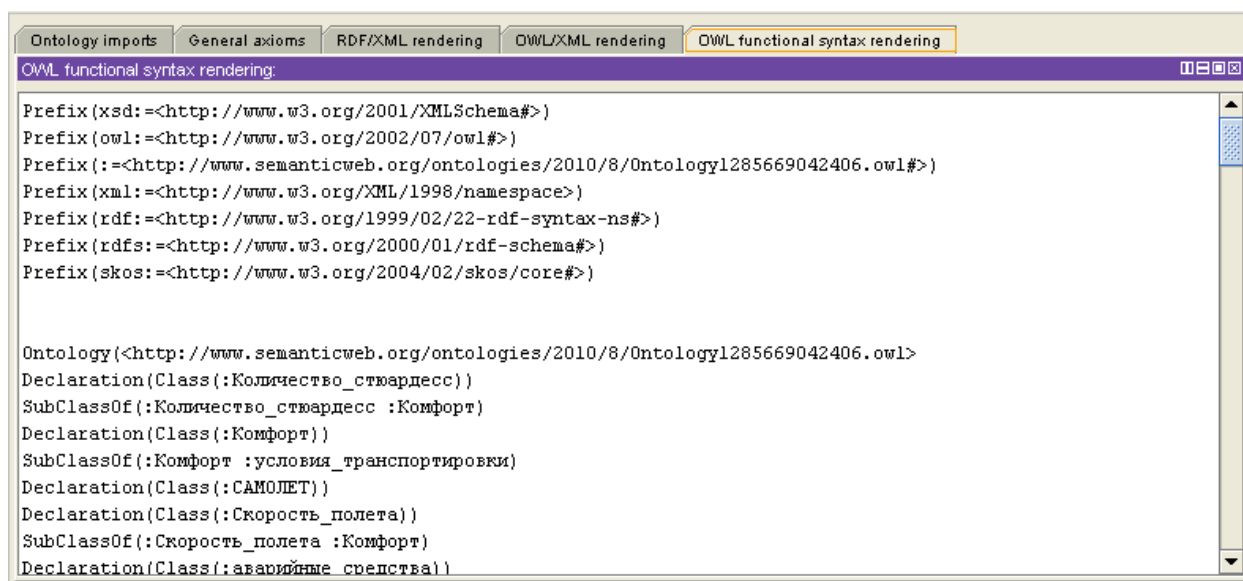 Ontology imports General axioms RDF/XML rendering OWL/XML rendering OWL functional syntax rendering
OWL functional syntax rendering:
Prefix(xsd:=<http://www.w3.org/2001/XMLSchema#>)
Prefix(owl:=<http://www.w3.org/2002/07/owl#>)
Prefix(:=<http://www.semanticweb.org/ontologies/2010/8/Ontology1285669042406.owl#>)
Prefix(xml:=<http://www.w3.org/XML/1998/namespace>)
Prefix(rdf:=<http://www.w3.org/1999/02/22-rdf-syntax-ns#>)
Prefix(rdfs:=<http://www.w3.org/2000/01/rdf-schema#>)
Prefix(skos:=<http://www.w3.org/2004/02/skos/core#>)
Ontology(<http://www.semanticweb.org/ontologies/2010/8/Ontology1285669042406.owl>
Declaration(Class(:Количество_стюардесс))
SubClassOf(:Количество_стюардесс :Комфорт)
Declaration(Class(:Комфорт))
SubClassOf(:Комфорт :условия_транспортировки)
Declaration(Class(:САМОЛЕТ))
Declaration(Class(:Скорость_полета))
SubClassOf(:Скорость_полета :Комфорт)
Declaration(Class(:аварийные_средства))